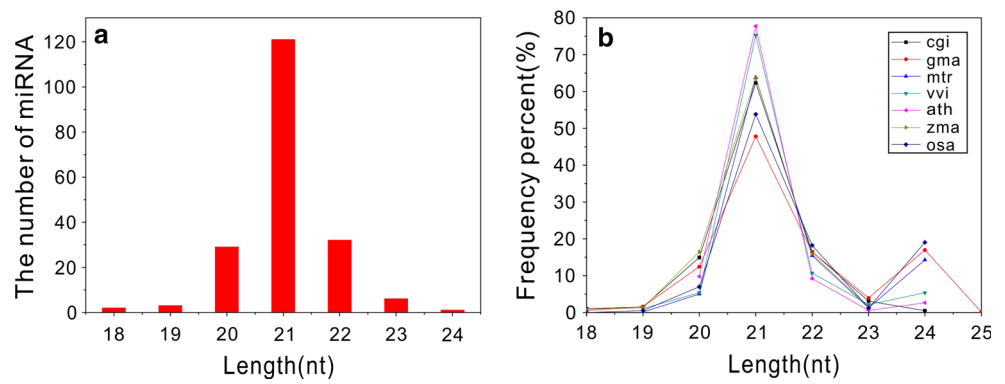 a
The number of miRNA
120
100
80
60
40
20
0
18 19 20 21 22 23 24
Length(nt)
b
Frequency percent(%)
80
70
60
50
40
30
20
10
0
cgi
gma
mtr
vvi
ath
zma
osa
18 19 20 21 22 23 24 25
Length(nt)